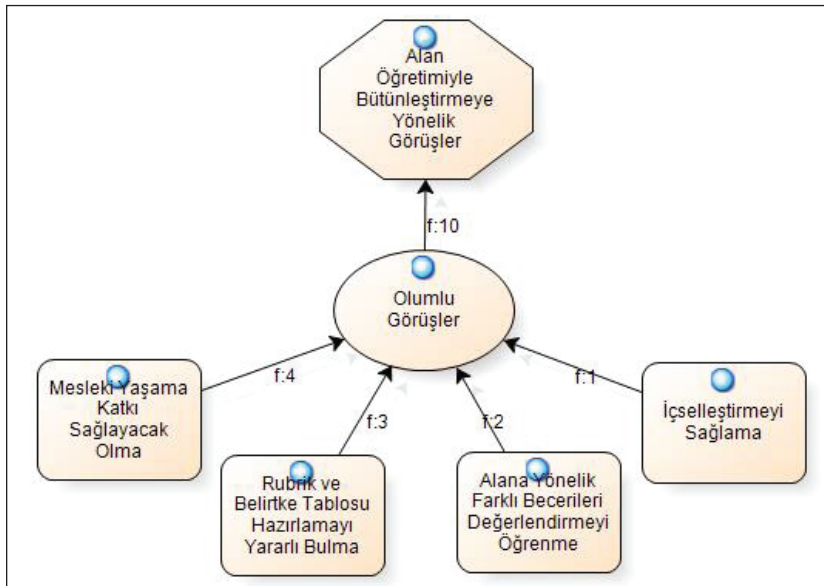 Alan
Öğretimiyle
Bütünleştirmeye
Yönelik
Görüşler
f:10
Olumlu
Görüşler
f:4
f:3
f:2
f:1
Mesleki Yaşama
Katkı
Sağlayacak
Olma
Rubrik ve
Belirtke Tablosu
Hazırlamayı
Yararlı Bulma
Alana Yönelik
Farklı Becerileri
Değerlendirmeyi
Öğrenme
İçselleştirmeyi
Sağlama